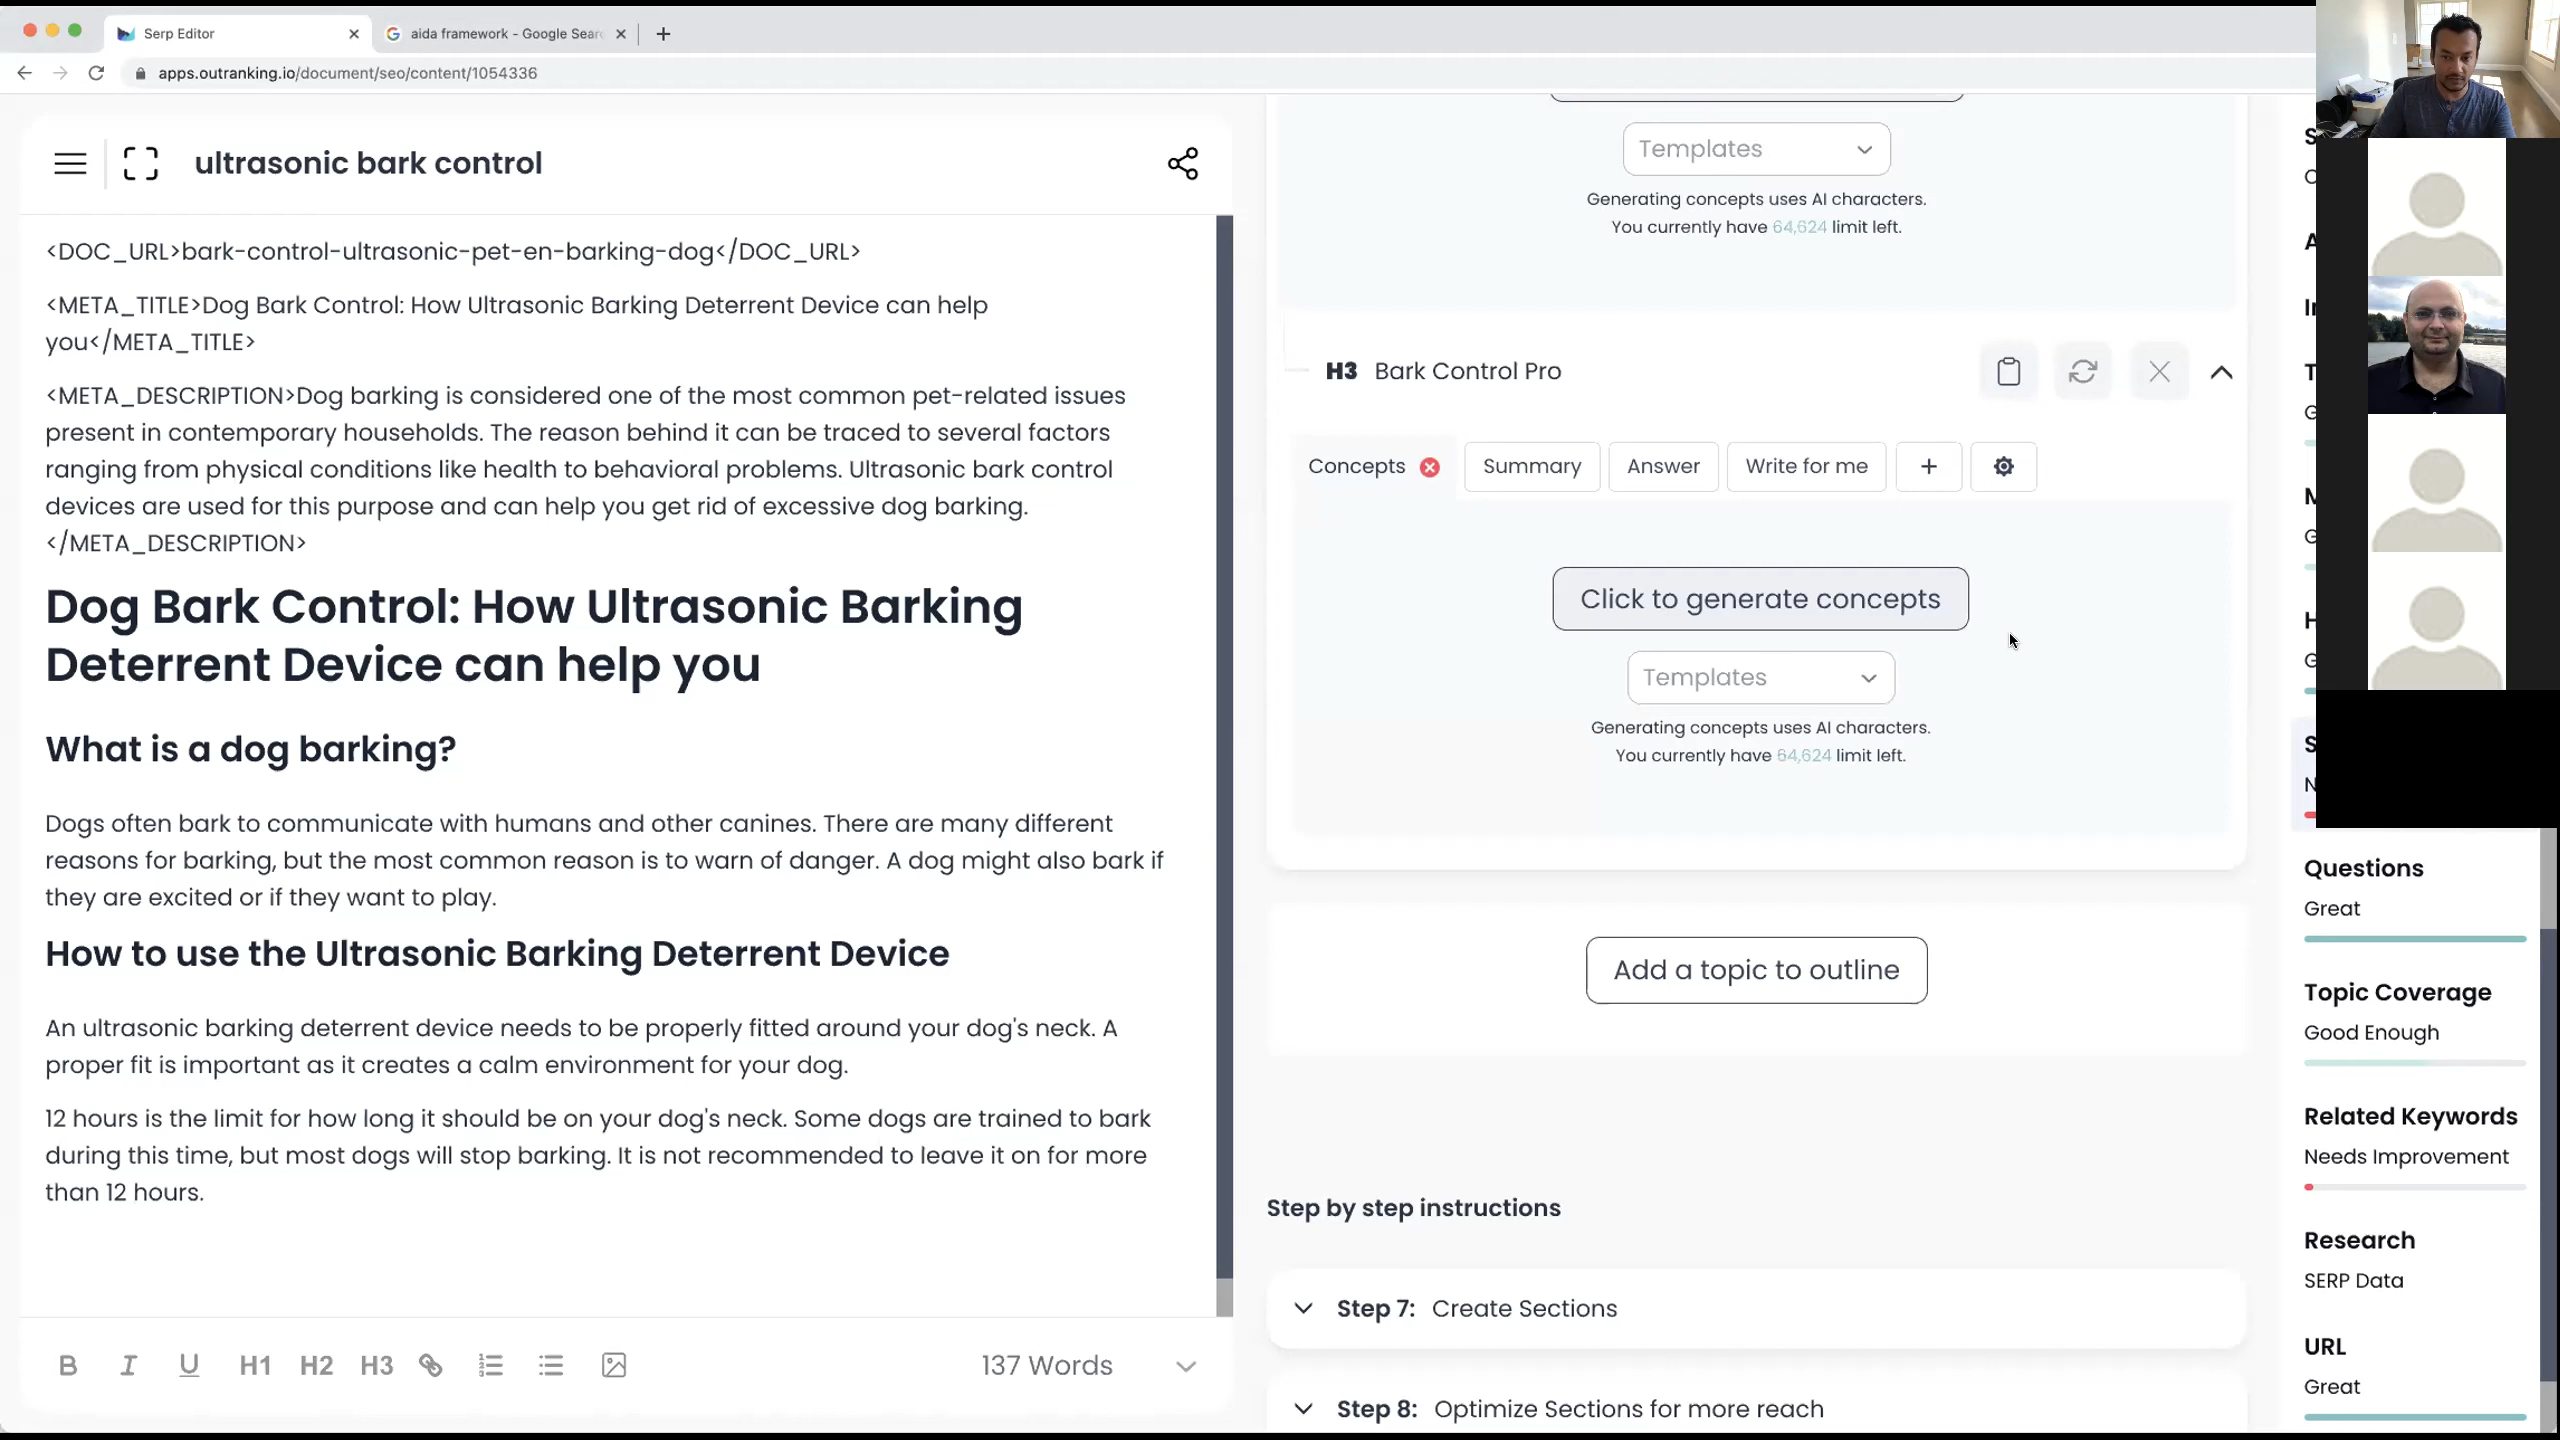 Serp Editor
aida framework - Google Sear
apps.outranking.io/document/seo/content/1054336
ultrasonic bark control
<DOC_URL>bark-control-ultrasonic-pet-en-barking-dog</DOC_URL>
<META_TITLE>Dog Bark Control: How Ultrasonic Barking Deterrent Device can help
you</META_TITLE>
<META_DESCRIPTION>Dog barking is considered one of the most common pet-related issues
present in contemporary households. The reason behind it can be traced to several factors
ranging from physical conditions like health to behavioral problems. Ultrasonic bark control
devices are used for this purpose and can help you get rid of excessive dog barking.
</META_DESCRIPTION>
Dog Bark Control: How Ultrasonic Barking
Deterrent Device can help you
What is a dog barking?
Dogs often bark to communicate with humans and other canines. There are many different
reasons for barking, but the most common reason is to warn of danger. A dog might also bark if
they are excited or if they want to play.
How to use the Ultrasonic Barking Deterrent Device
An ultrasonic barking deterrent device needs to be properly fitted around your dog's neck. A
proper fit is important as it creates a calm environment for your dog.
12 hours is the limit for how long it should be on your dog's neck. Some dogs are trained to bark
during this time, but most dogs will stop barking. It is not recommended to leave it on for more
than 12 hours.
B I U H1 H2 H3
137 Words
Templates
Generating concepts uses AI characters.
You currently have 64,624 limit left.
H3 Bark Control Pro
Concepts Summary Answer Write for me +
Click to generate concepts
Templates
Generating concepts uses AI characters.
You currently have 64,624 limit left.
Add a topic to outline
Step by step instructions
Step 7: Create Sections
Step 8: Optimize Sections for more reach
Questions
Great
Topic Coverage
Good Enough
Related Keywords
Needs Improvement
Research
SERP Data
URL
Great